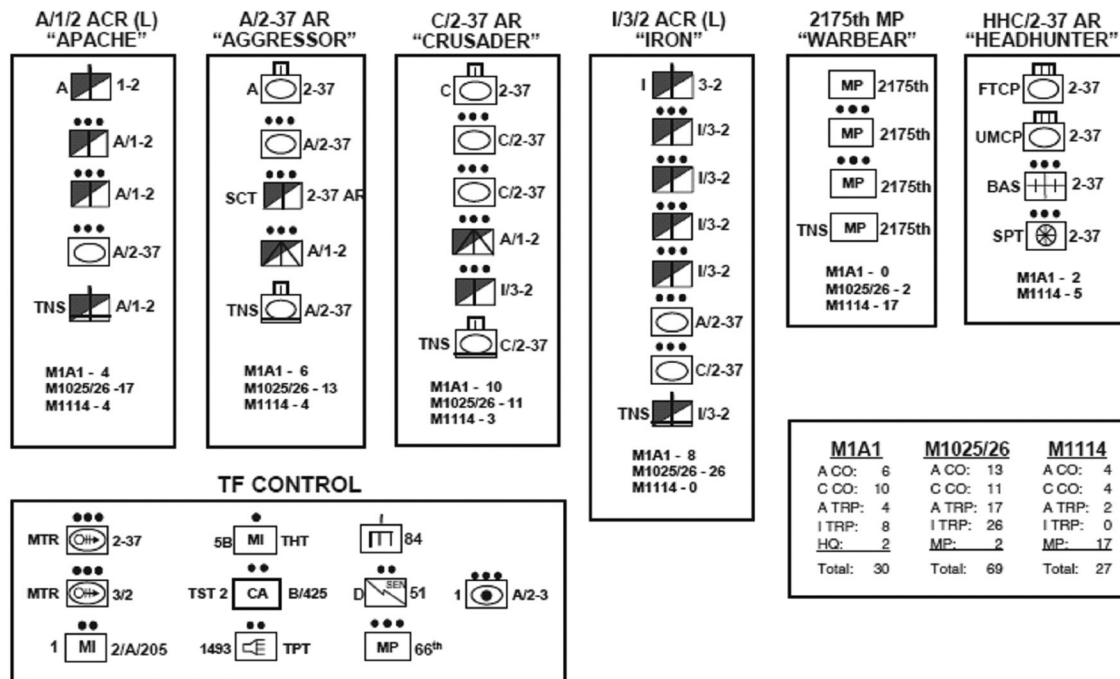 A/1/2 ACR (L)
“APACHE”
A 1-2
A/1-2
A/1-2
A/2-37
TNS A/1-2
M1A1 - 4
M1025/26 -17
M1114 - 4
A/2-37 AR
“AGGRESSOR”
A 2-37
A/2-37
SCT 2-37 AR
A/1-2
TNS A/2-37
M1A1 - 6
M1025/26 - 13
M1114 - 4
C/2-37 AR
“CRUSADER”
C 2-37
C/2-37
C/2-37
A/1-2
I/3-2
TNS C/2-37
M1A1 - 10
M1025/26 - 11
M1114 - 3
I/3/2 ACR (L)
“IRON”
I 3-2
I/3-2
I/3-2
I/3-2
I/3-2
A/2-37
C/2-37
TNS I/3-2
M1A1 - 8
M1025/26 - 26
M1114 - 0
2175th MP
“WARBEAR”
MP 2175th
MP 2175th
MP 2175th
TNS MP 2175th
M1A1 - 0
M1025/26 - 2
M1114 - 17
HHC/2-37 AR
“HEADHUNTER”
FTCP 2-37
UMCP 2-37
BAS 2-37
SPT 2-37
M1A1 - 2
M1114 - 5
TF CONTROL
MTR 2-37
5B MI THT
84
MTR 3/2
TST 2 CA B/425
D SEN 51
1 A/2-3
1 MI 2/A/205
1493 TPT
MP 66th
M1A1 M1025/26 M1114
A CO: 6 A CO: 13 A CO: 4
C CO: 10 C CO: 11 C CO: 4
A TRP: 4 A TRP: 17 A TRP: 2
I TRP: 8 I TRP: 26 I TRP: 0
HQ: 2 MP: 2 MP: 17
Total: 30 Total: 69 Total: 27